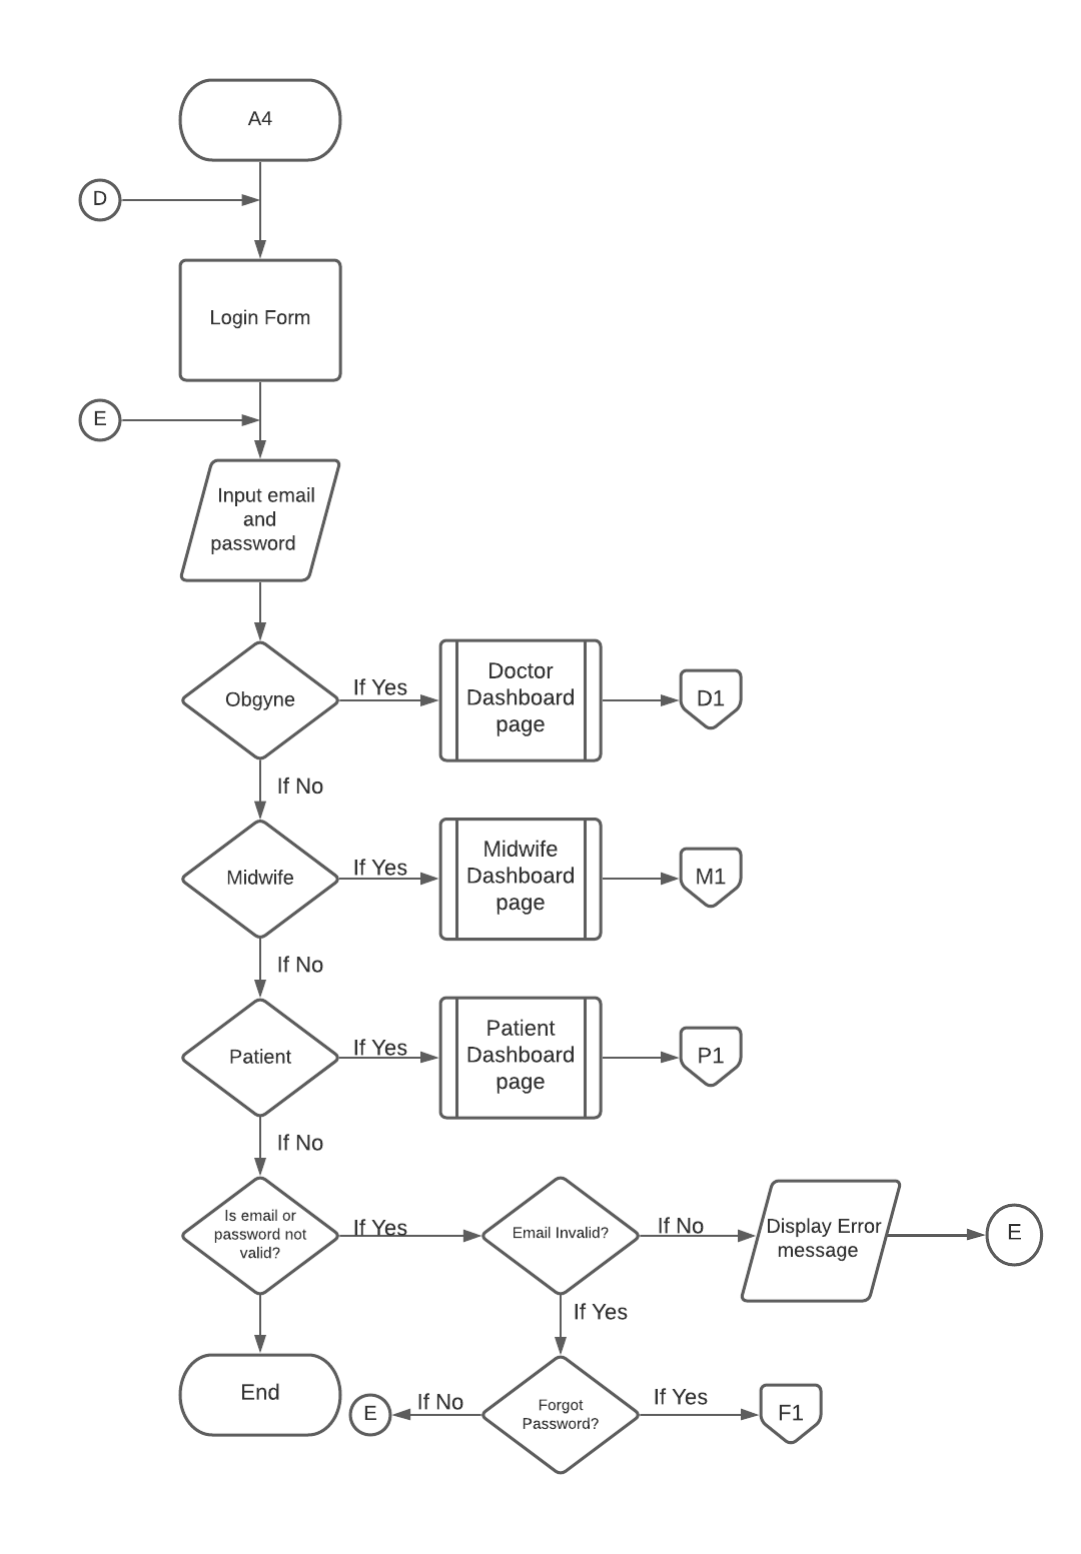 A4
D
Login Form
E
Input email
and
password
Obgyne
If Yes
Doctor
Dashboard
page
D1
If No
Midwife
If Yes
Midwife
Dashboard
page
M1
If No
Patient
If Yes
Patient
Dashboard
page
P1
If No
Is email or
password not
valid?
If Yes
Email Invalid?
If No
Display Error
message
E
If Yes
End
E
If No
Forgot
Password?
If Yes
F1